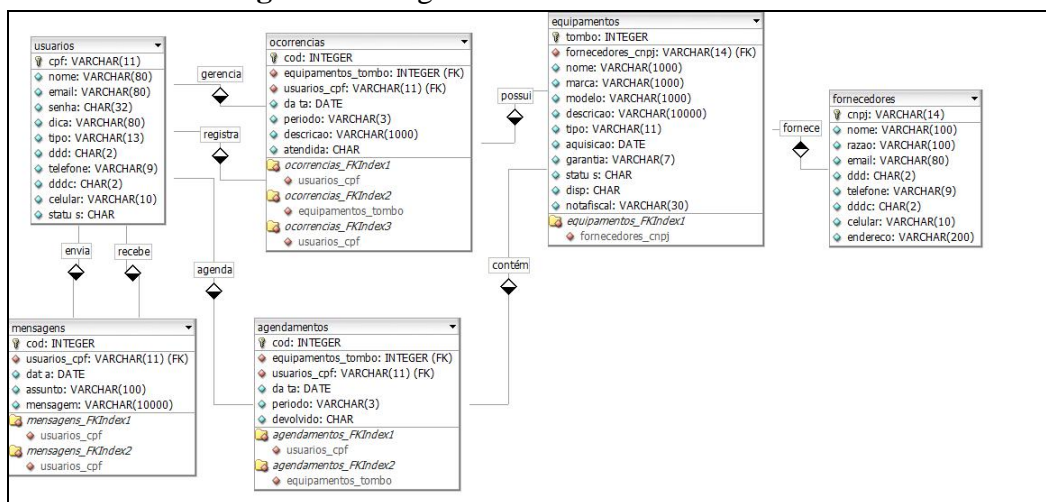 usuarios
cpf: VARCHAR(11)
nome: VARCHAR(80)
email: VARCHAR(80)
senha: CHAR(32)
dica: VARCHAR(80)
tipo: VARCHAR(13)
ddd: CHAR(2)
telefone: VARCHAR(9)
dddc: CHAR(2)
celular: VARCHAR(10)
statu s: CHAR
gerencia
registra
ocorrencias
cod: INTEGER
equipamentos_tombo: INTEGER (FK)
usuarios_cpf: VARCHAR(11) (FK)
da ta: DATE
periodo: VARCHAR(3)
descricao: VARCHAR(1000)
atendida: CHAR
ocorrencias_FKIndex1
usuarios_cpf
ocorrencias_FKIndex2
equipamentos_tombo
ocorrencias_FKIndex3
usuarios_cpf
possui
equipamentos
tombo: INTEGER
fornecedores_cnpj: VARCHAR(14) (FK)
nome: VARCHAR(1000)
marca: VARCHAR(1000)
modelo: VARCHAR(1000)
descricao: VARCHAR(10000)
tipo: VARCHAR(11)
aquisicao: DATE
garantia: VARCHAR(7)
statu s: CHAR
disp: CHAR
notafiscal: VARCHAR(30)
equipamentos_FKIndex1
fornecedores_cnpj
fornece
fornecedores
cnpj: VARCHAR(14)
nome: VARCHAR(100)
razao: VARCHAR(100)
email: VARCHAR(80)
ddd: CHAR(2)
telefone: VARCHAR(9)
dddc: CHAR(2)
celular: VARCHAR(10)
endereco: VARCHAR(200)
envia
recebe
agenda
contém
mensagens
cod: INTEGER
usuarios_cpf: VARCHAR(11) (FK)
dat a: DATE
assunto: VARCHAR(100)
mensagem: VARCHAR(10000)
mensagens_FKIndex1
usuarios_cpf
mensagens_FKIndex2
usuarios_cpf
agendamentos
cod: INTEGER
equipamentos_tombo: INTEGER (FK)
usuarios_cpf: VARCHAR(11) (FK)
da ta: DATE
periodo: VARCHAR(3)
devolvido: CHAR
agendamentos_FKIndex1
usuarios_cpf
agendamentos_FKIndex2
equipamentos_tombo